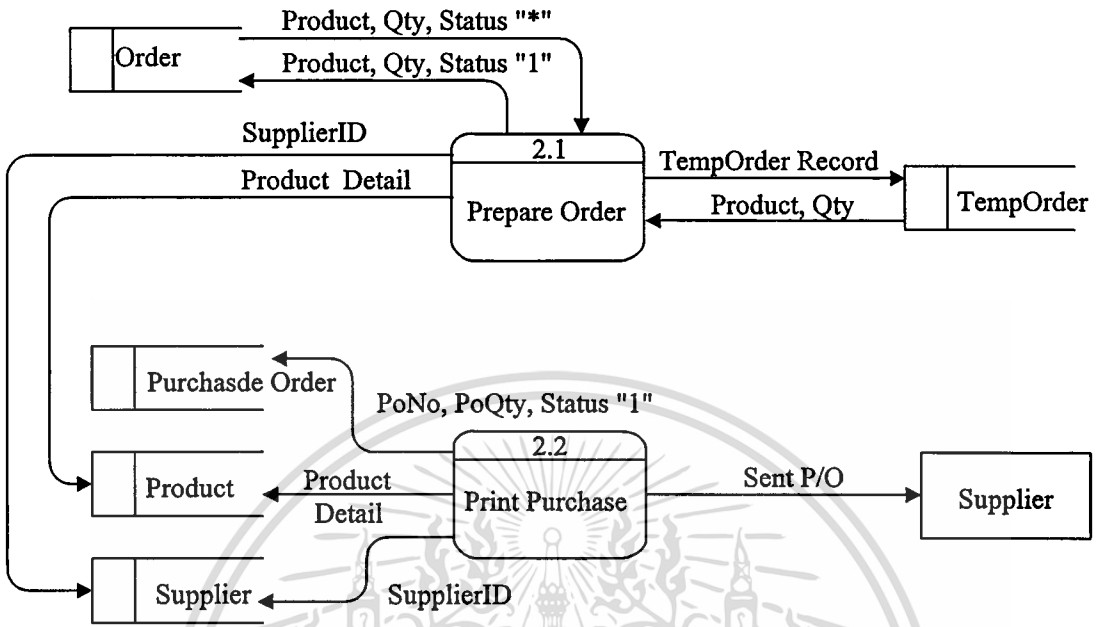 Product, Qty, Status "*"
Order
Product, Qty, Status "1"
SupplierID
2.1
Product Detail
Prepare Order
TempOrder Record
Product, Qty
TempOrder
Purchasde Order
PoNo, PoQty, Status "1"
2.2
Product
Product
Detail
Print Purchase
Sent P/O
Supplier
Supplier
SupplierID